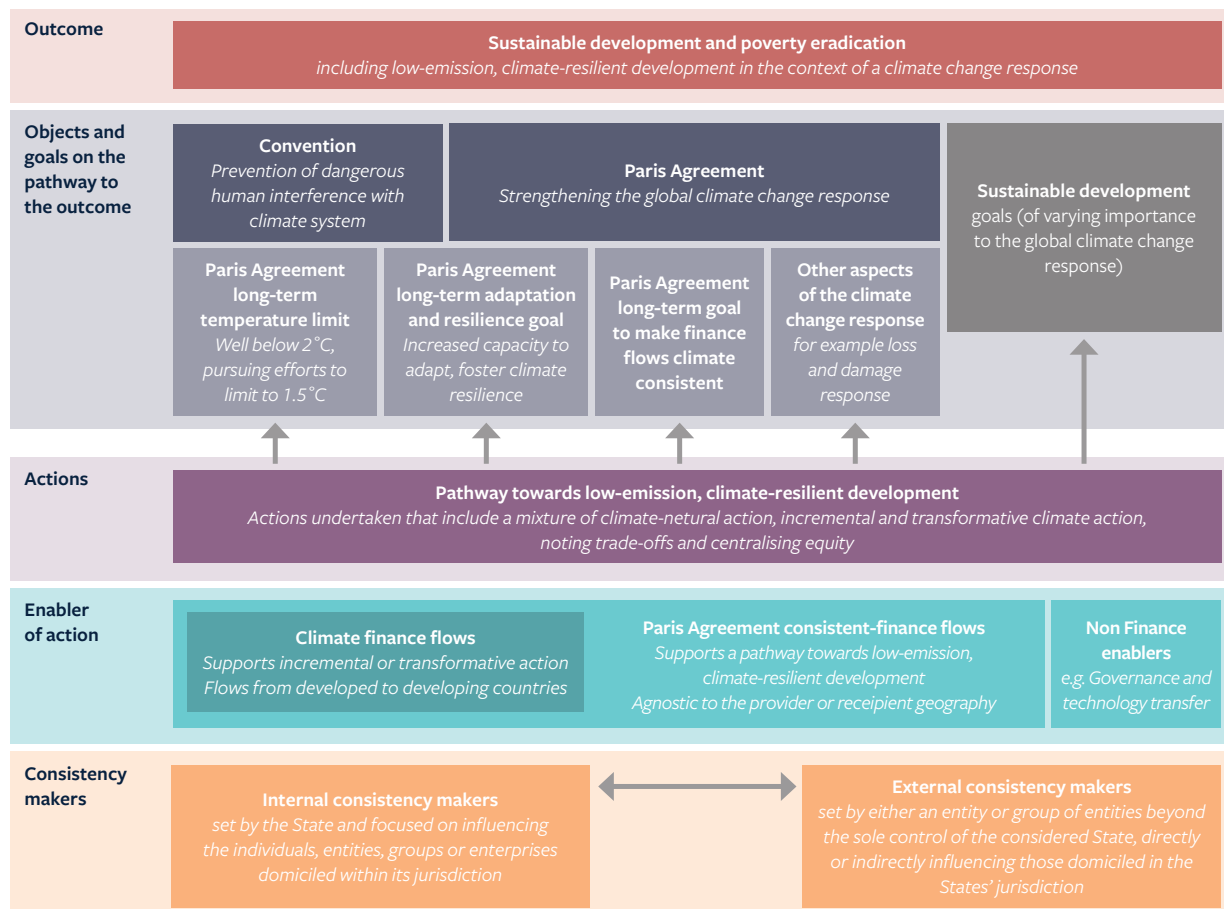 Outcome
Sustainable development and poverty eradication
including low-emission, climate-resilient development in the context of a climate change response
Objects and
goals on the
pathway to
the outcome
Convention
Prevention of dangerous
human interference with
climate system
Paris Agreement
Strengthening the global climate change response
Sustainable development
goals (of varying importance
to the global climate change
response)
Paris Agreement
long-term
temperature limit
Well below 2°C,
pursuing efforts to
limit to 1.5°C
Paris Agreement
long-term adaptation
and resilience goal
Increased capacity to
adapt, foster climate
resilience
Paris Agreement
long-term goal
to make finance
flows climate
consistent
Other aspects
of the climate
change response
for example loss
and damage
response
Actions
Pathway towards low-emission, climate-resilient development
Actions undertaken that include a mixture of climate-netural action, incremental and transformative climate action,
noting trade-offs and centralising equity
Enabler
of action
Climate finance flows
Supports incremental or transformative action
Flows from developed to developing countries
Paris Agreement consistent-finance flows
Supports a pathway towards low-emission,
climate-resilient development
Agnostic to the provider or receipient geography
Non Finance
enablers
e.g. Governance and
technology transfer
Consistency
makers
Internal consistency makers
set by the State and focused on influencing
the individuals, entities, groups or enterprises
domiciled within its jurisdiction
External consistency makers
set by either an entity or group of entities beyond
the sole control of the considered State, directly
or indirectly influencing those domiciled in the
States' jurisdiction